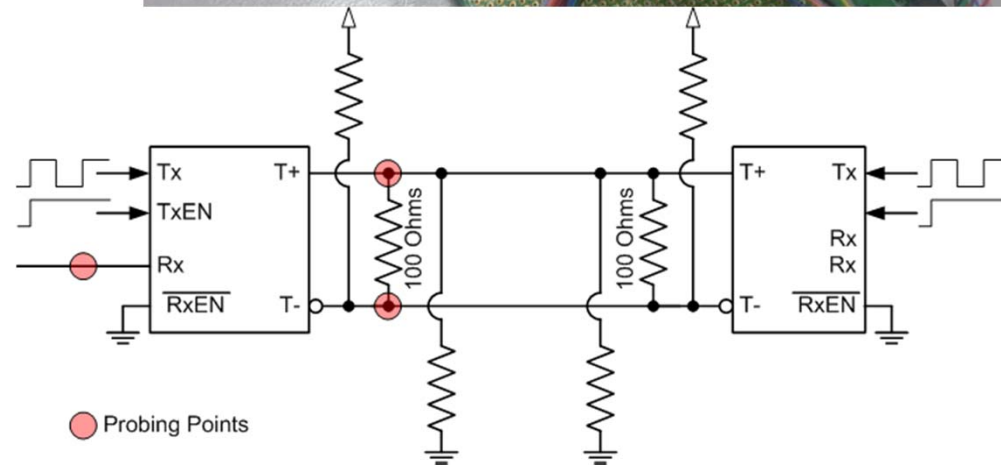 Tx
T+
TxEN
Rx
RxEN
T-
100 Ohms
100 Ohms
T+
Tx
Rx
Rx
T-
RxEN
Probing Points